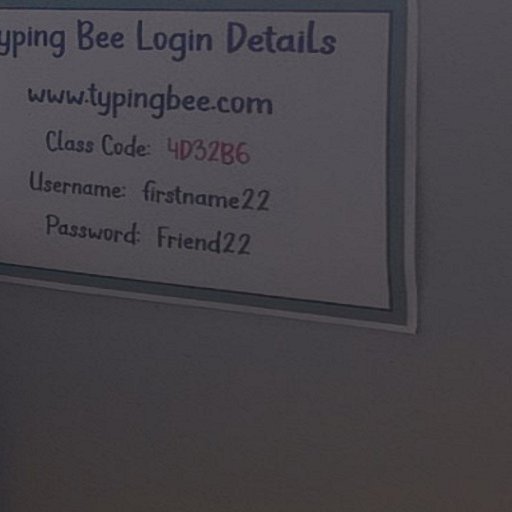 yping Bee Login Details
www.typingbee.com
Class Code: 4D32B6
Username: firstname22
Password: Friend22